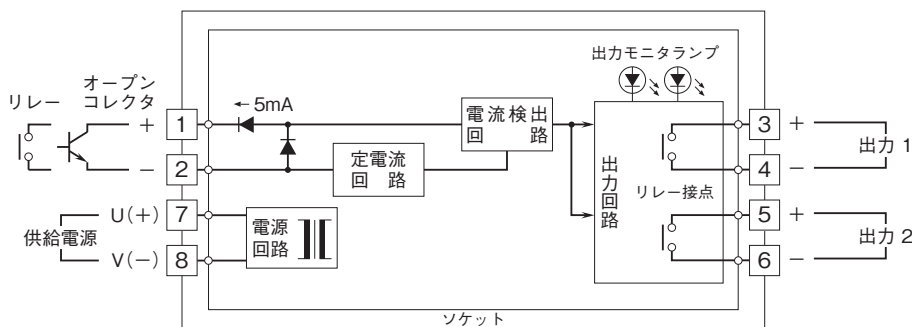 出力モニタランプ
オープン
コレクタ
リレー
←5mA
電流検出
回路
+
1
3
+
出力 1
−
2
4
−
定電流
回路
出力回路
リレー接点
U(+)
7
5
+
供給電源
電源
回路
出力 2
V(−)
8
6
−
ソケット